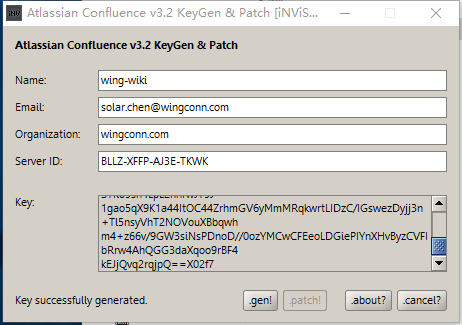 Atlassian Confluence v3.2 KeyGen & Patch [iNViS...
Atlassian Confluence v3.2 KeyGen & Patch
Name: wing-wiki
Email: solar.chen@wingconn.com
Organization: wingconn.com
Server ID: BLLZ-XFFP-AJ3E-TKWK
Key:
1gao5qX9K1a44ItOC44ZrhmGV6yMmMRqkwrtLIDzC/IGswezDyjj3n
+Tl5nsyVhT2NOVouXBbqwh
m4+z66v/9GW3siNsPDnoD//0ozYMCwCFEeoLDGiePIYnXHvByzCVFl
bRrw4AhQGG3daXqoo9rBF4
kEJjQvq2rqjpQ==X02f7
Key successfully generated.
.gen! .patch! .about? .cancel?